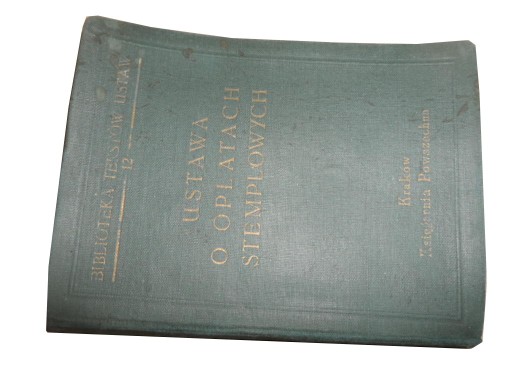 BIBLIOTEKA TEKSTÓW USTAW
12
USTAWA
O OPŁATACH
STEMPLOWYCH
Kraków
Księgarnia Powszechna